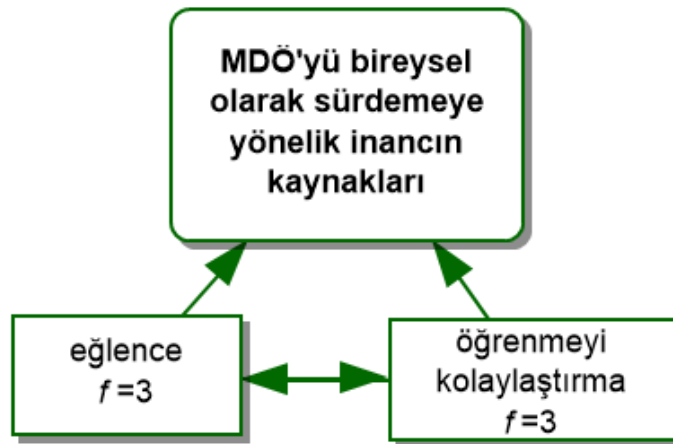 MDÖ'yü bireysel
olarak sürdemeye
yönelik inancın
kaynakları
eğlence
f=3
öğrenmeyi
kolaylaştırma
f=3